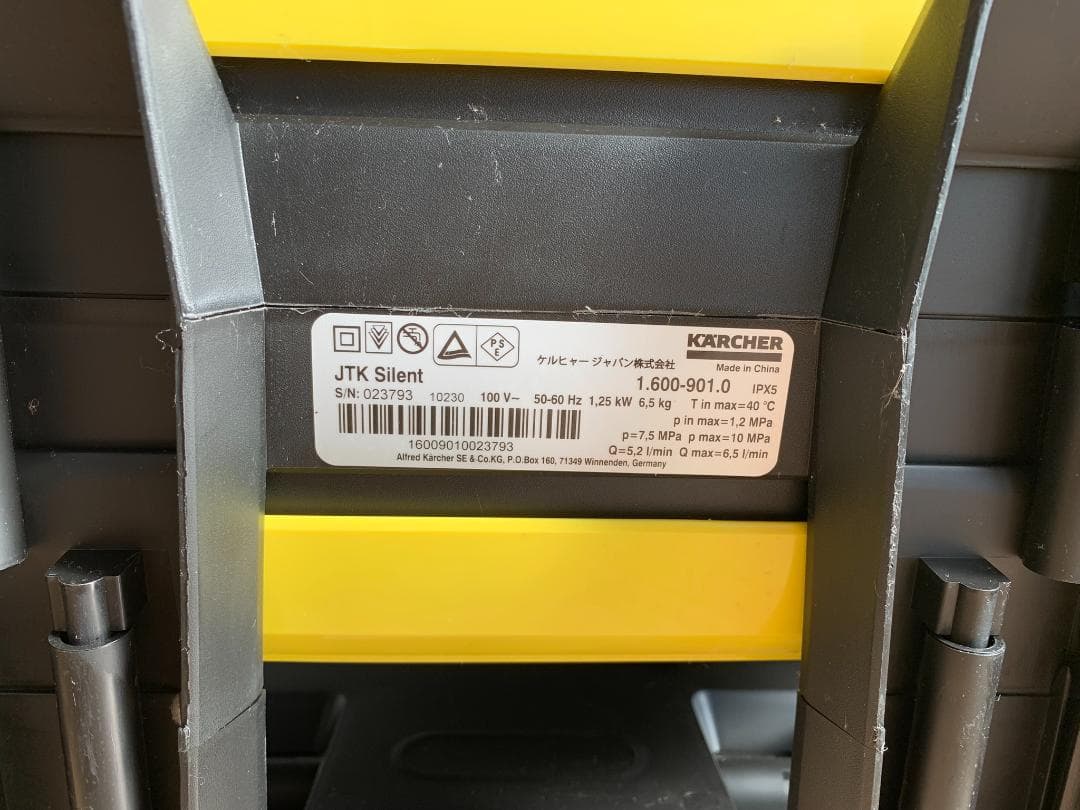 PS
E
ケルヒャー ジャパン株式会社
KÄRCHER
Made in China
JTK Silent
1.600-901.0 IPX5
S/N: 023793 10230 100 V~ 50-60 Hz 1,25 kW 6,5 kg T in max=40 °C
p in max=1,2 MPa
p=7,5 MPa p max=10 MPa
16009010023793
Q=5,2 l/min Q max=6,5 l/min
Alfred Kärcher SE & Co.KG, P.O.Box 160, 71349 Winnenden, Germany